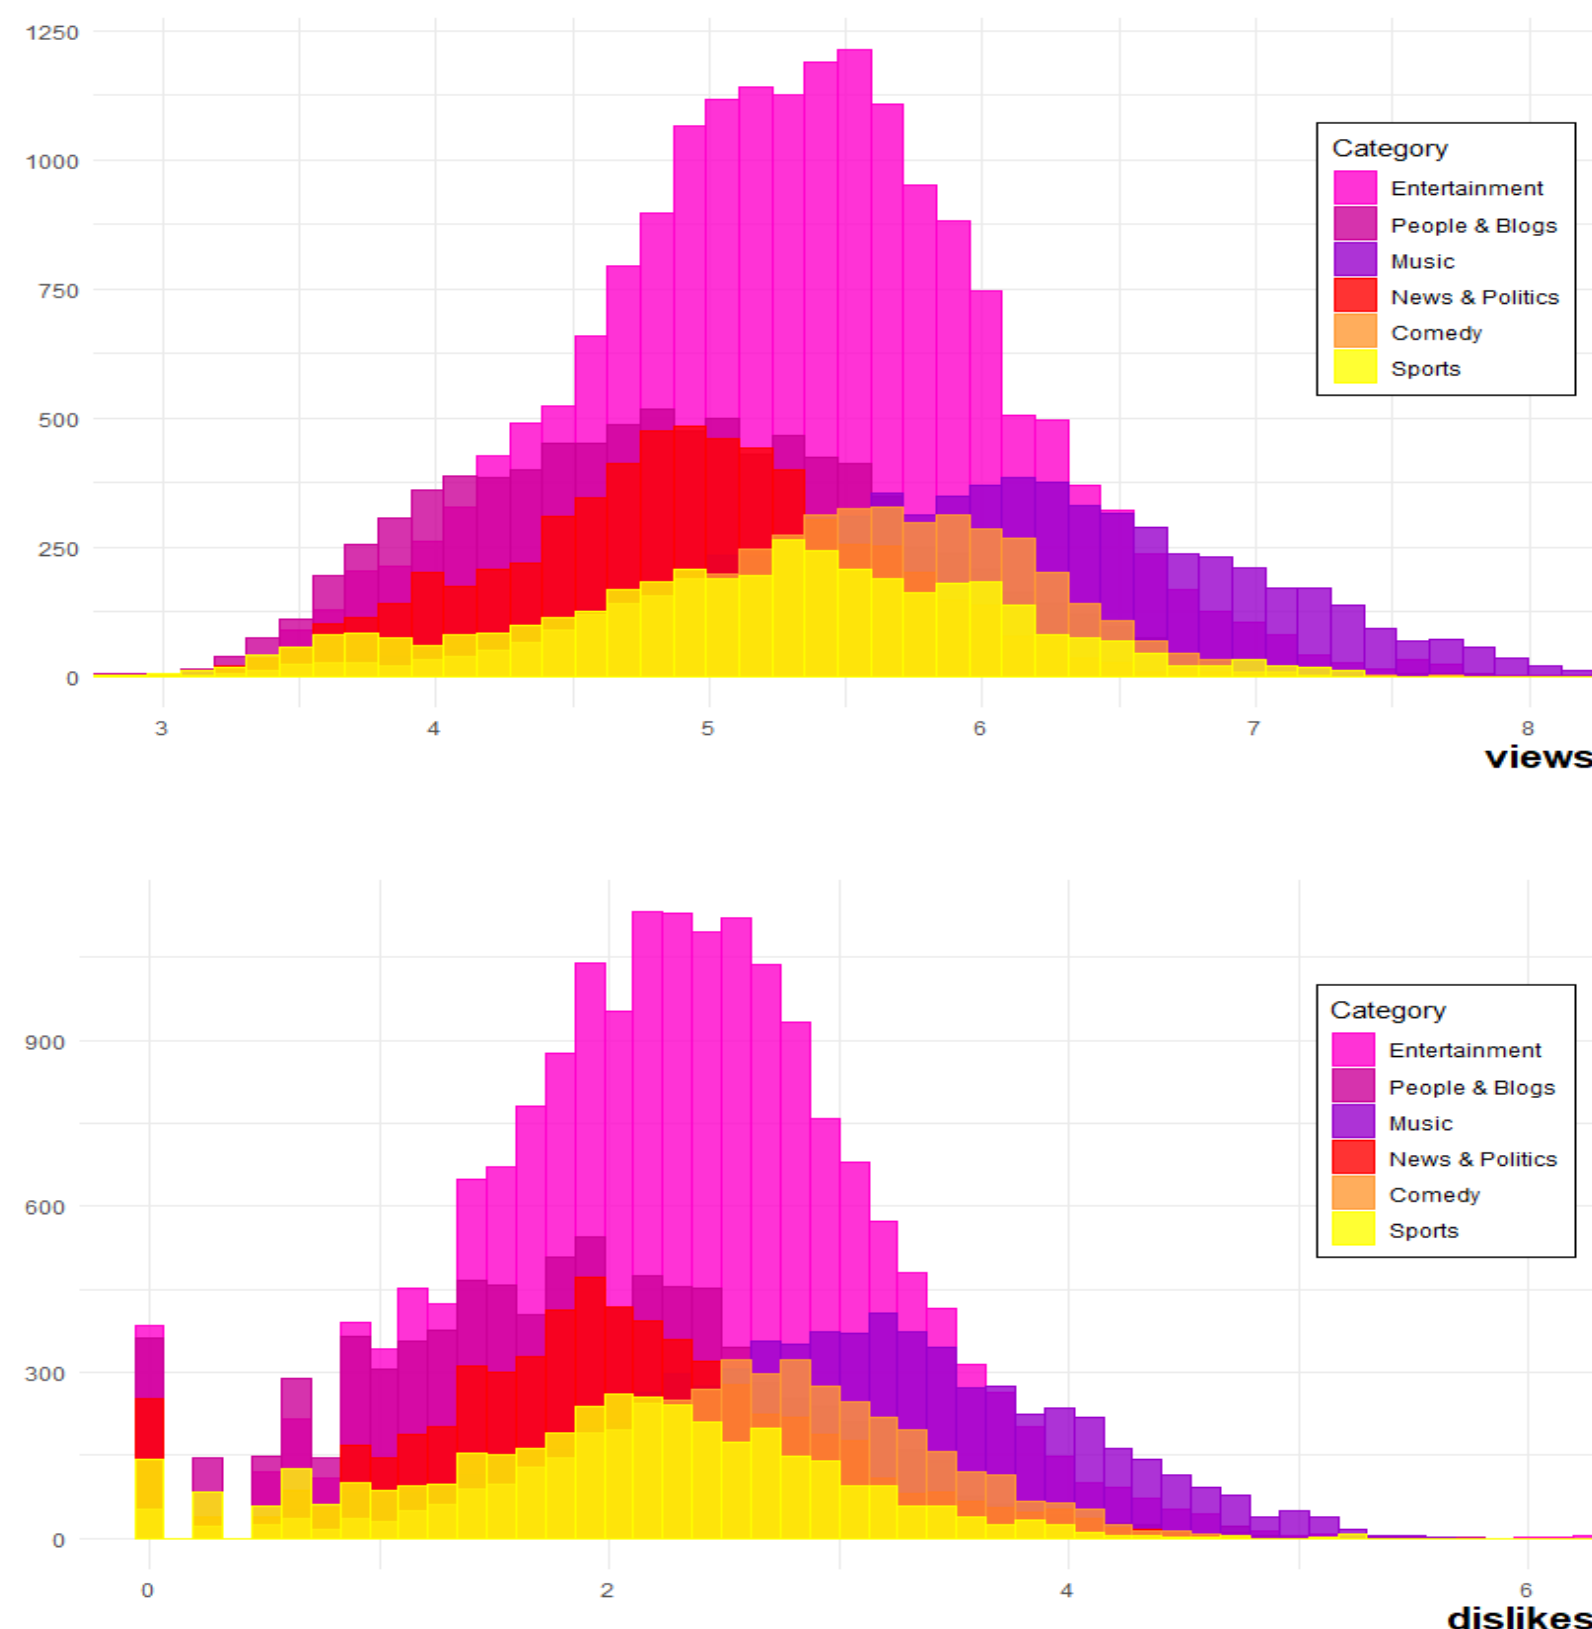 1250
1000
750
500
250
0
Category
Entertainment
People & Blogs
Music
News & Politics
Comedy
Sports
3 4 5 6 7 8
views
900
600
300
0
Category
Entertainment
People & Blogs
Music
News & Politics
Comedy
Sports
0 2 4 6
dislikes